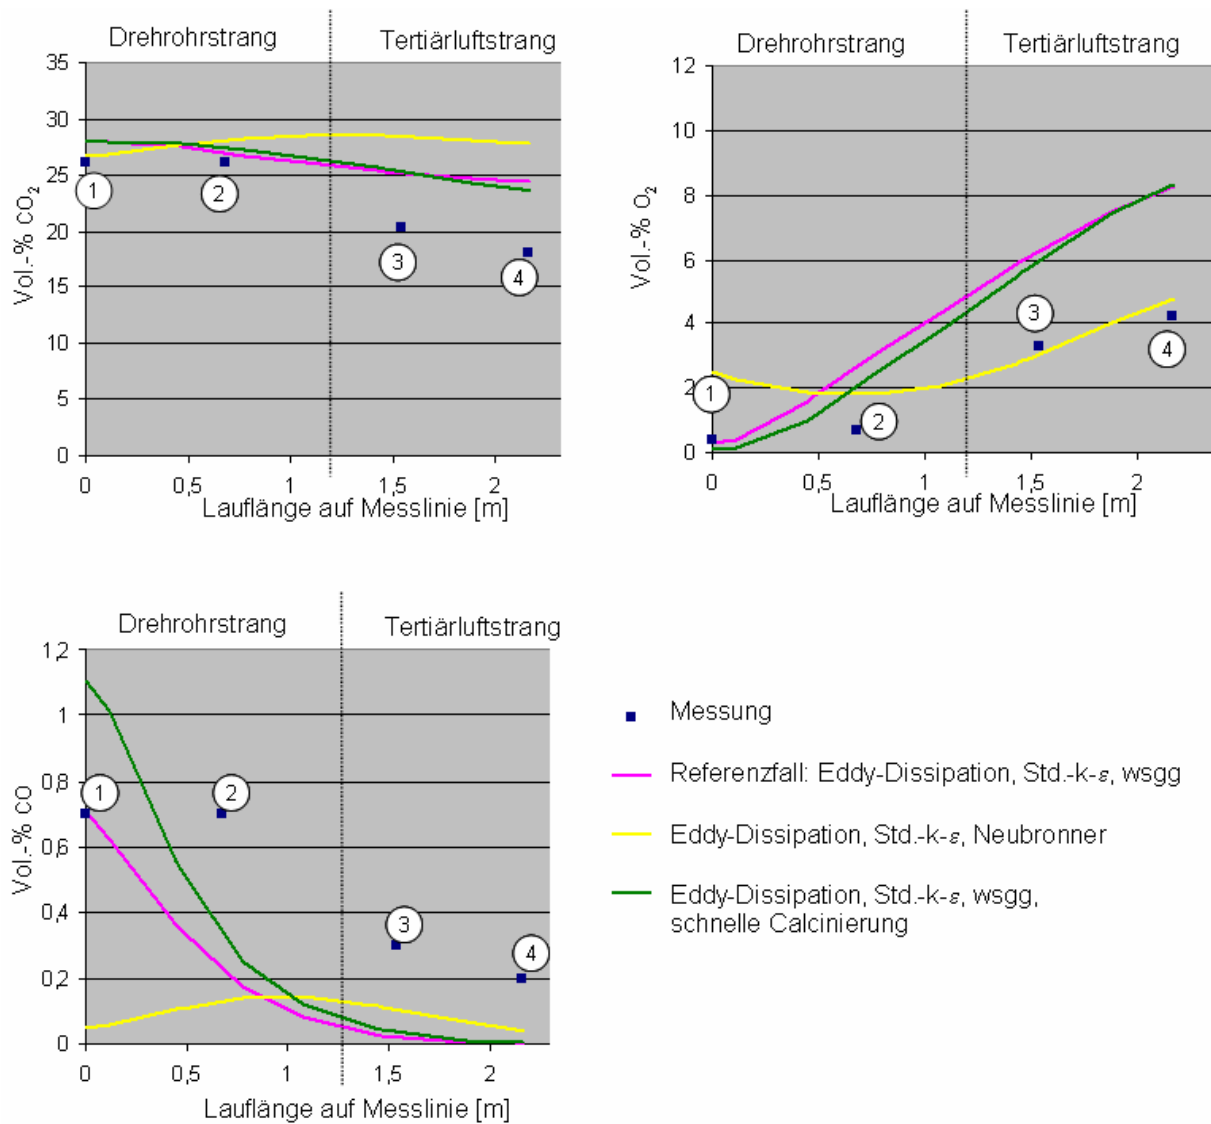 Drehrohrstrang
Tertiärluftstrang
35
30
25
20
15
10
5
0
Vol.-% CO2
1
2
3
4
0
0,5
1
1,5
2
Lauflänge auf Messlinie [m]
Drehrohrstrang
Tertiärluftstrang
12
10
8
6
4
2
0
Vol.-% O2
1
2
3
4
0
0,5
1
1,5
2
Lauflänge auf Messlinie [m]
Drehrohrstrang
Tertiärluftstrang
1,2
1
0,8
0,6
0,4
0,2
0
Vol.-% CO
1
2
3
4
0
0,5
1
1,5
2
Lauflänge auf Messlinie [m]
Messung
Referenzfall: Eddy-Dissipation, Std.-k-ε, wsgg
Eddy-Dissipation, Std.-k-ε, Neubronner
Eddy-Dissipation, Std.-k-ε, wsgg,
schnelle Calcinierung